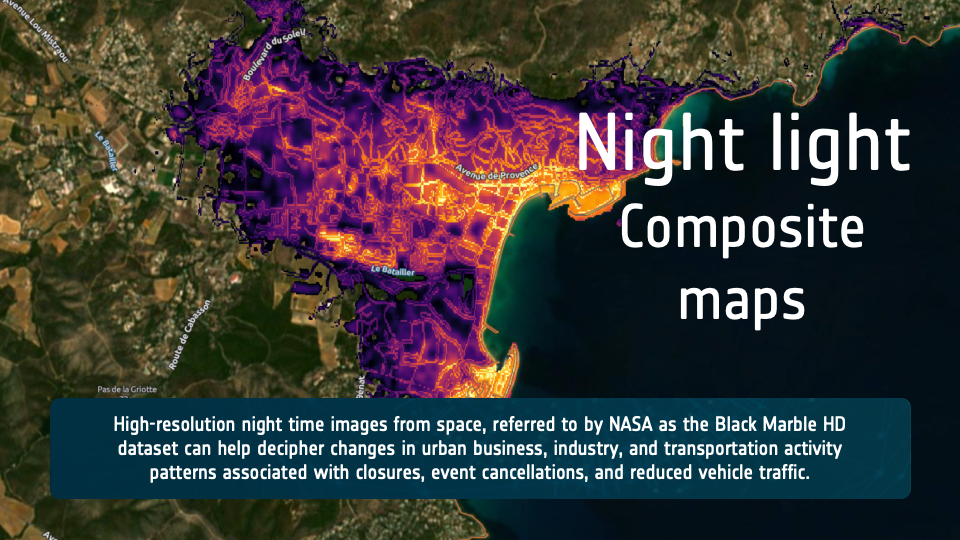 Avenue Lou Mistraou
Boulevard du Soleil
Le Batailler
Night light
Avenue de Provence
Composite
maps
Le Batailler
Route de Cabasson
Pas de la Griotte
High-resolution night time images from space, referred to by NASA as the Black Marble HD
dataset can help decipher changes in urban business, industry, and transportation activity
patterns associated with closures, event cancellations, and reduced vehicle traffic.